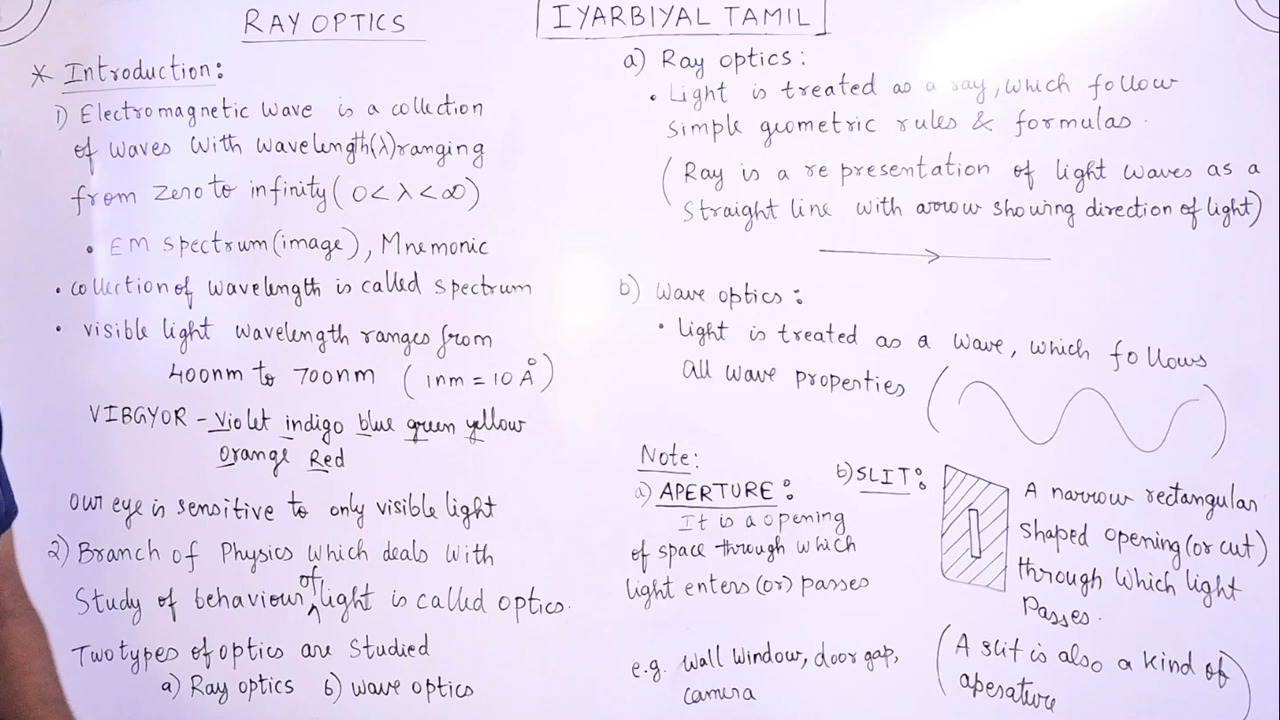 RAY OPTICS
IYARBIYAL TAMIL
* Introduction:
1) Electromagnetic Wave is a collection
of waves with wavelength(λ) ranging
from zero to infinity (0 < λ < ∞)
• EM spectrum (image), Mnemonic
• collection of wavelength is called spectrum
• visible light wavelength ranges from
400nm to 700nm (1nm = 10 Å)
VIBGYOR - Violet indigo blue green yellow
Orange Red
our eye is sensitive to only visible light
2) Branch of Physics which deals with
Study of behaviour of light is called optics.
Two types of optics are studied
a) Ray optics b) wave optics
a) Ray optics:
• Light is treated as a ray, which follow
simple geometric rules & formulas.
(Ray is a re presentation of light waves as a
straight line with arrow showing direction of light)
b) Wave optics:
• Light is treated as a wave, which follows
all wave properties
Note:
a) APERTURE:
It is a opening
of space through which
light enters (or) passes
e.g. wall window, door gap,
camera
b) SLIT:
A narrow rectangular
shaped opening (or cut)
through which light
passes.
(A slit is also a kind of
aperature)